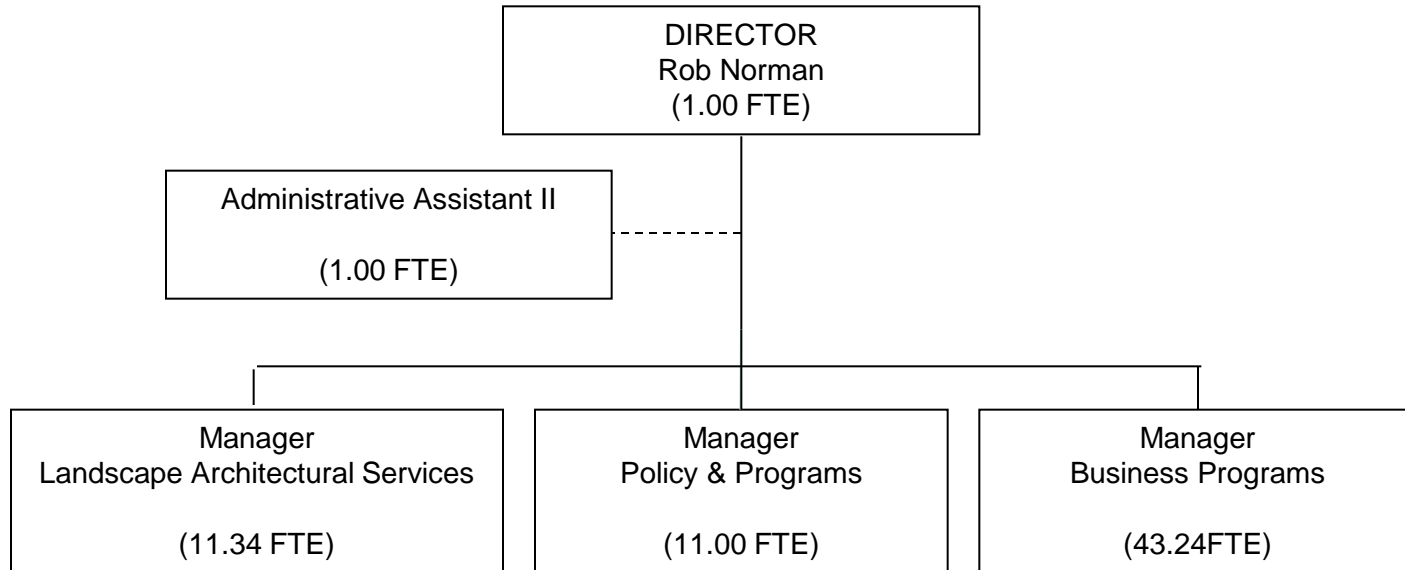 DIRECTOR
Rob Norman
(1.00 FTE)
Administrative Assistant II
(1.00 FTE)
Manager
Landscape Architectural Services
(11.34 FTE)
Manager
Policy & Programs
(11.00 FTE)
Manager
Business Programs
(43.24FTE)